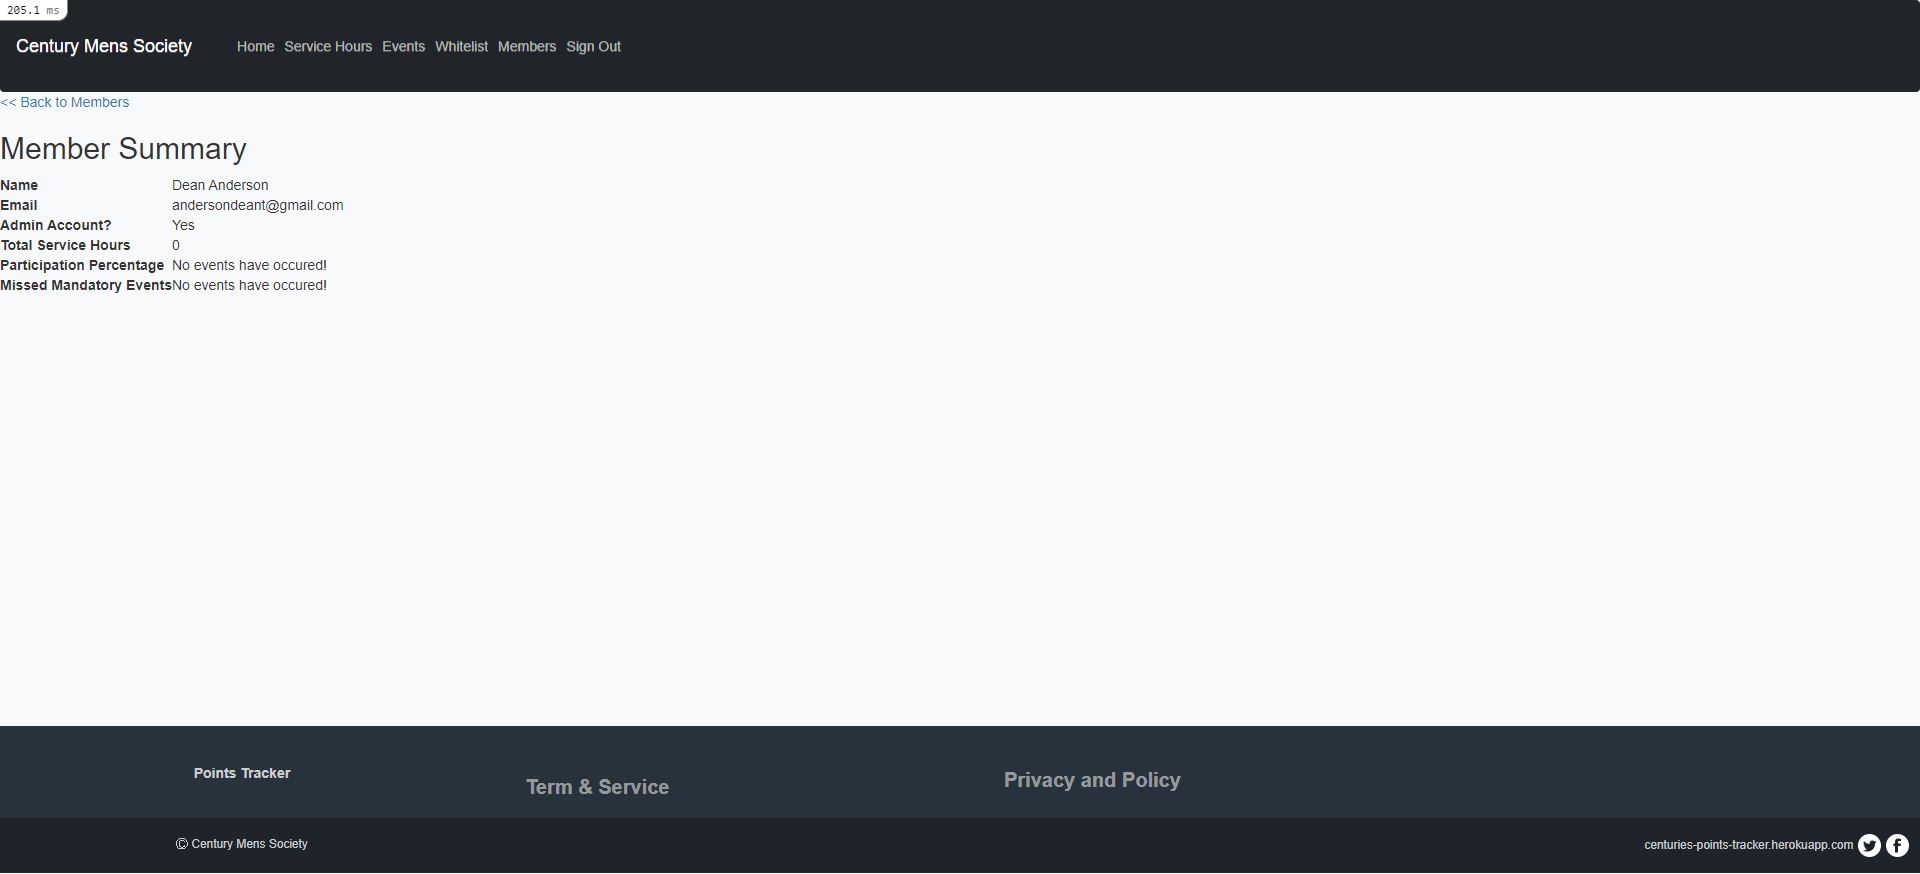 205.1 ms
Century Mens Society Home Service Hours Events Whitelist Members Sign Out
<< Back to Members
Member Summary
Name Dean Anderson
Email andersondeant@gmail.com
Admin Account? Yes
Total Service Hours 0
Participation Percentage No events have occured!
Missed Mandatory Events No events have occured!
Points Tracker
Term & Service
Privacy and Policy
© Century Mens Society
centuries-points-tracker.herokuapp.com